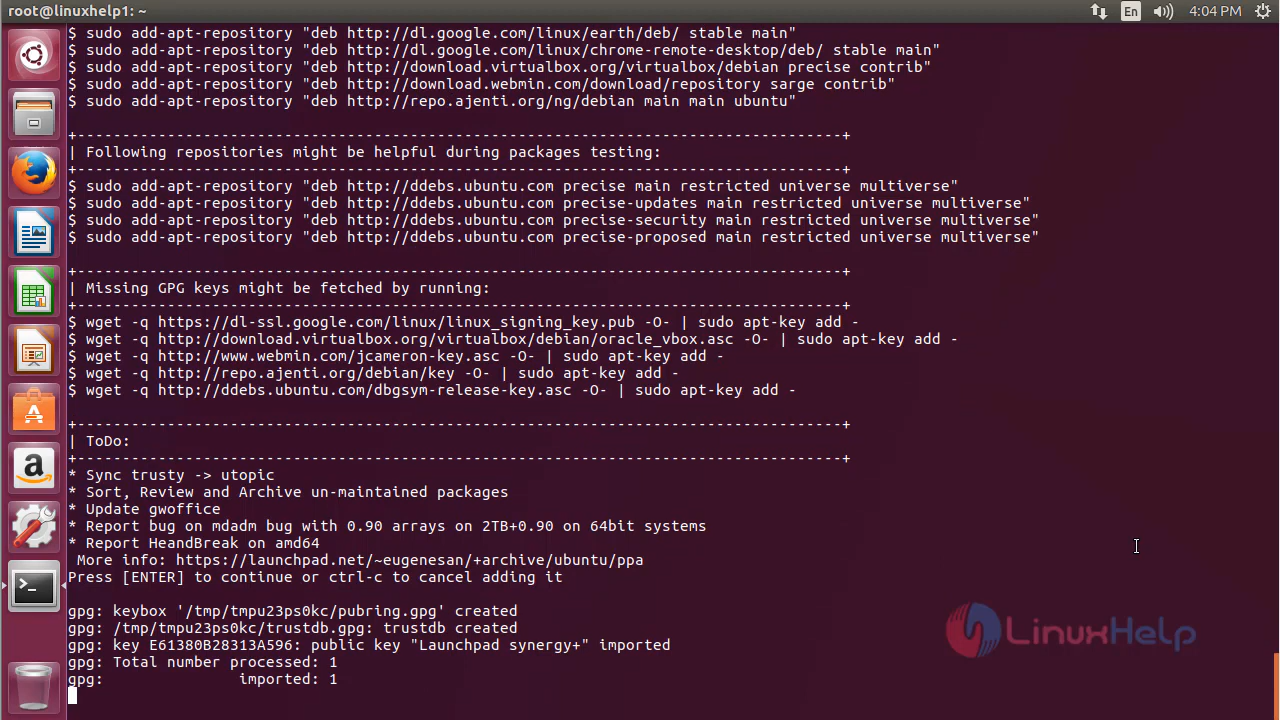 root@linuxhelp1: ~
En
4:04 PM
$ sudo add-apt-repository "deb http://dl.google.com/linux/earth/deb/ stable main"
$ sudo add-apt-repository "deb http://dl.google.com/linux/chrome-remote-desktop/deb/ stable main"
$ sudo add-apt-repository "deb http://download.virtualbox.org/virtualbox/debian precise contrib"
$ sudo add-apt-repository "deb http://download.webmin.com/download/repository sarge contrib"
$ sudo add-apt-repository "deb http://repo.ajenti.org/ng/debian main main ubuntu"
+-------------------------------------------------------------------------------------+
| Following repositories might be helpful during packages testing:
+-------------------------------------------------------------------------------------+
$ sudo add-apt-repository "deb http://ddebs.ubuntu.com precise main restricted universe multiverse"
$ sudo add-apt-repository "deb http://ddebs.ubuntu.com precise-updates main restricted universe multiverse"
$ sudo add-apt-repository "deb http://ddebs.ubuntu.com precise-security main restricted universe multiverse"
$ sudo add-apt-repository "deb http://ddebs.ubuntu.com precise-proposed main restricted universe multiverse"
+-------------------------------------------------------------------------------------+
| Missing GPG keys might be fetched by running:
+-------------------------------------------------------------------------------------+
$ wget -q https://dl-ssl.google.com/linux/linux_signing_key.pub -O- | sudo apt-key add -
$ wget -q http://download.virtualbox.org/virtualbox/debian/oracle_vbox.asc -O- | sudo apt-key add -
$ wget -q http://www.webmin.com/jcameron-key.asc -O- | sudo apt-key add -
$ wget -q http://repo.ajenti.org/debian/key -O- | sudo apt-key add -
$ wget -q http://ddebs.ubuntu.com/dbgsym-release-key.asc -O- | sudo apt-key add -
+-------------------------------------------------------------------------------------+
| ToDo:
+-------------------------------------------------------------------------------------+
* Sync trusty -> utopic
* Sort, Review and Archive un-maintained packages
* Update gwoffice
* Report bug on mdadm bug with 0.90 arrays on 2TB+0.90 on 64bit systems
* Report HeandBreak on amd64
More info: https://launchpad.net/~eugenesan/+archive/ubuntu/ppa
Press [ENTER] to continue or ctrl-c to cancel adding it
gpg: keybox '/tmp/tmpu23ps0kc/pubring.gpg' created
gpg: /tmp/tmpu23ps0kc/trustdb.gpg: trustdb created
gpg: key E61380B28313A596: public key "Launchpad synergy+" imported
gpg: Total number processed: 1
gpg:               imported: 1
LinuxHelp